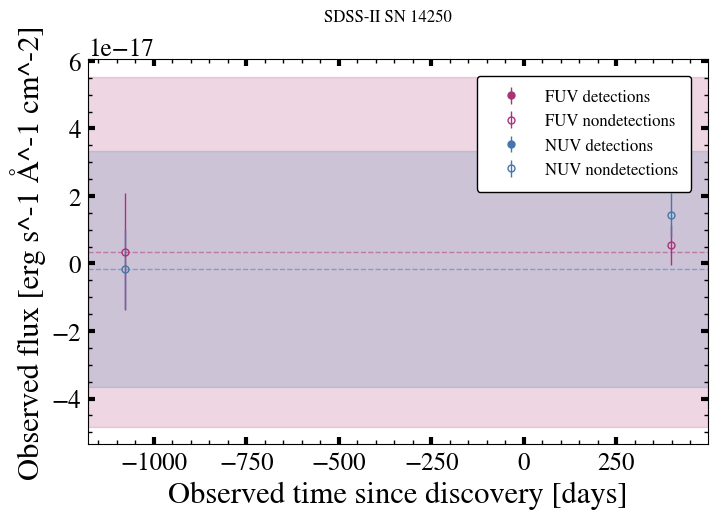 SDSS-II SN 14250
1e−17
6
4
2
0
−2
−4
Observed flux [erg s^-1 Å^-1 cm^-2]
FUV detections
FUV nondetections
NUV detections
NUV nondetections
−1000 −750 −500 −250 0 250
Observed time since discovery [days]